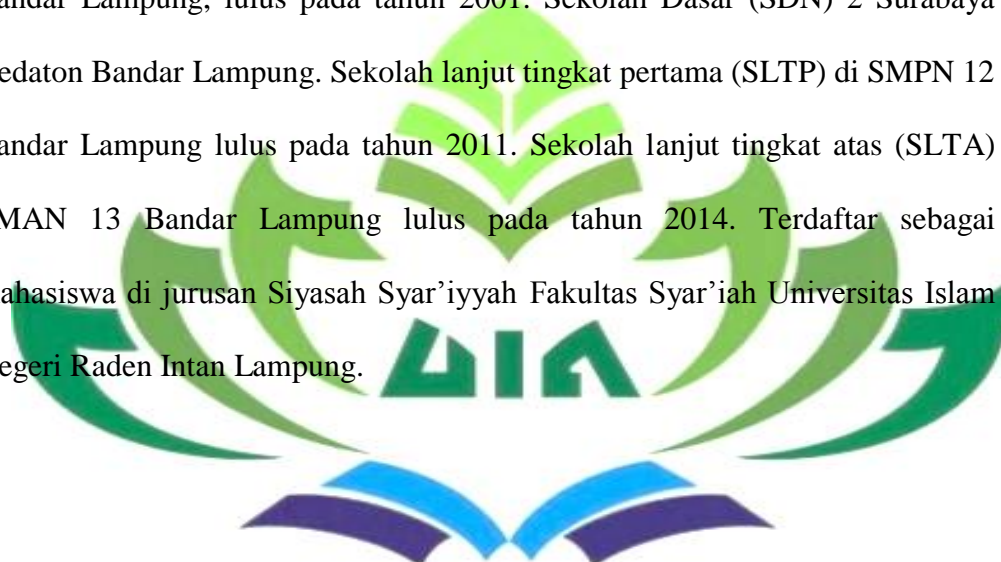 andar Lampung, lulus pada tahun 2001. Sekolah Dasar (SDN) 2 Surabaya
edaton Bandar Lampung. Sekolah lanjut tingkat pertama (SLTP) di SMPN 12
andar Lampung lulus pada tahun 2011. Sekolah lanjut tingkat atas (SLTA)
MAN 13 Bandar Lampung lulus pada tahun 2014. Terdaftar sebagai
ahasiswa di jurusan Siyasah Syar’iyyah Fakultas Syar’iah Universitas Islam
egeri Raden Intan Lampung.
UIN